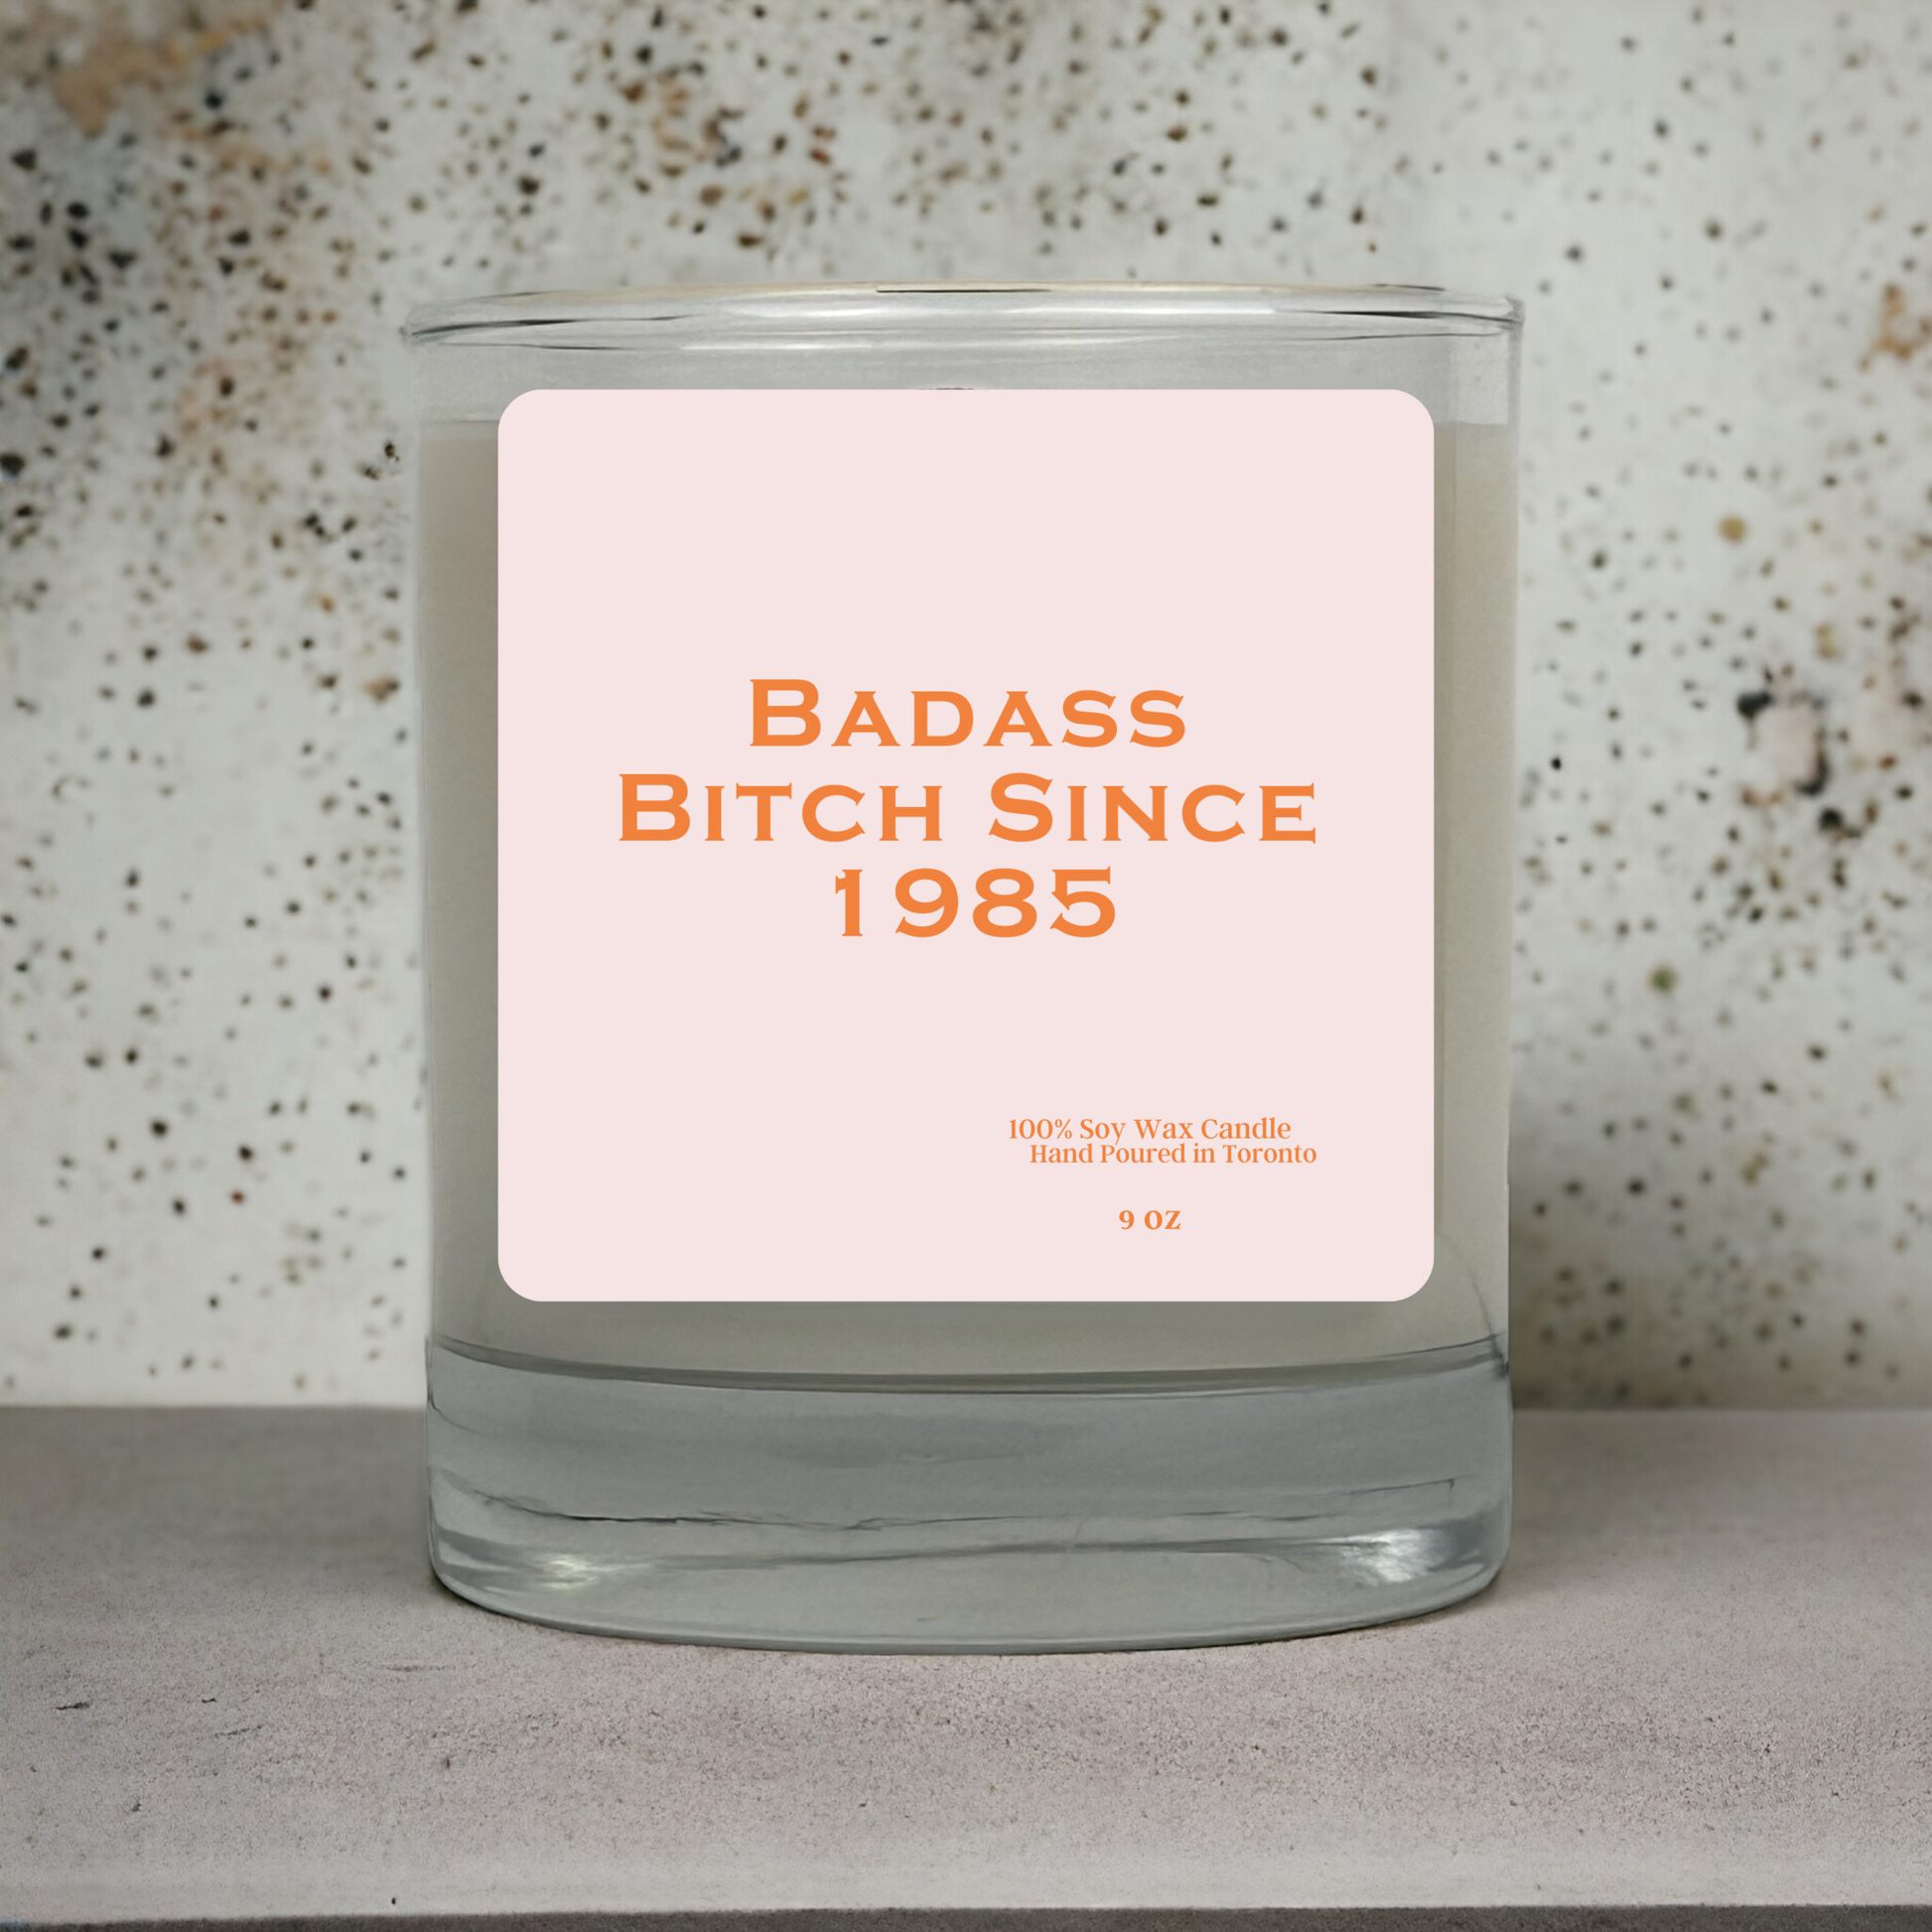 Badass
Bitch Since
1985
100% Soy Wax Candle
Hand Poured in Toronto
9 OZ